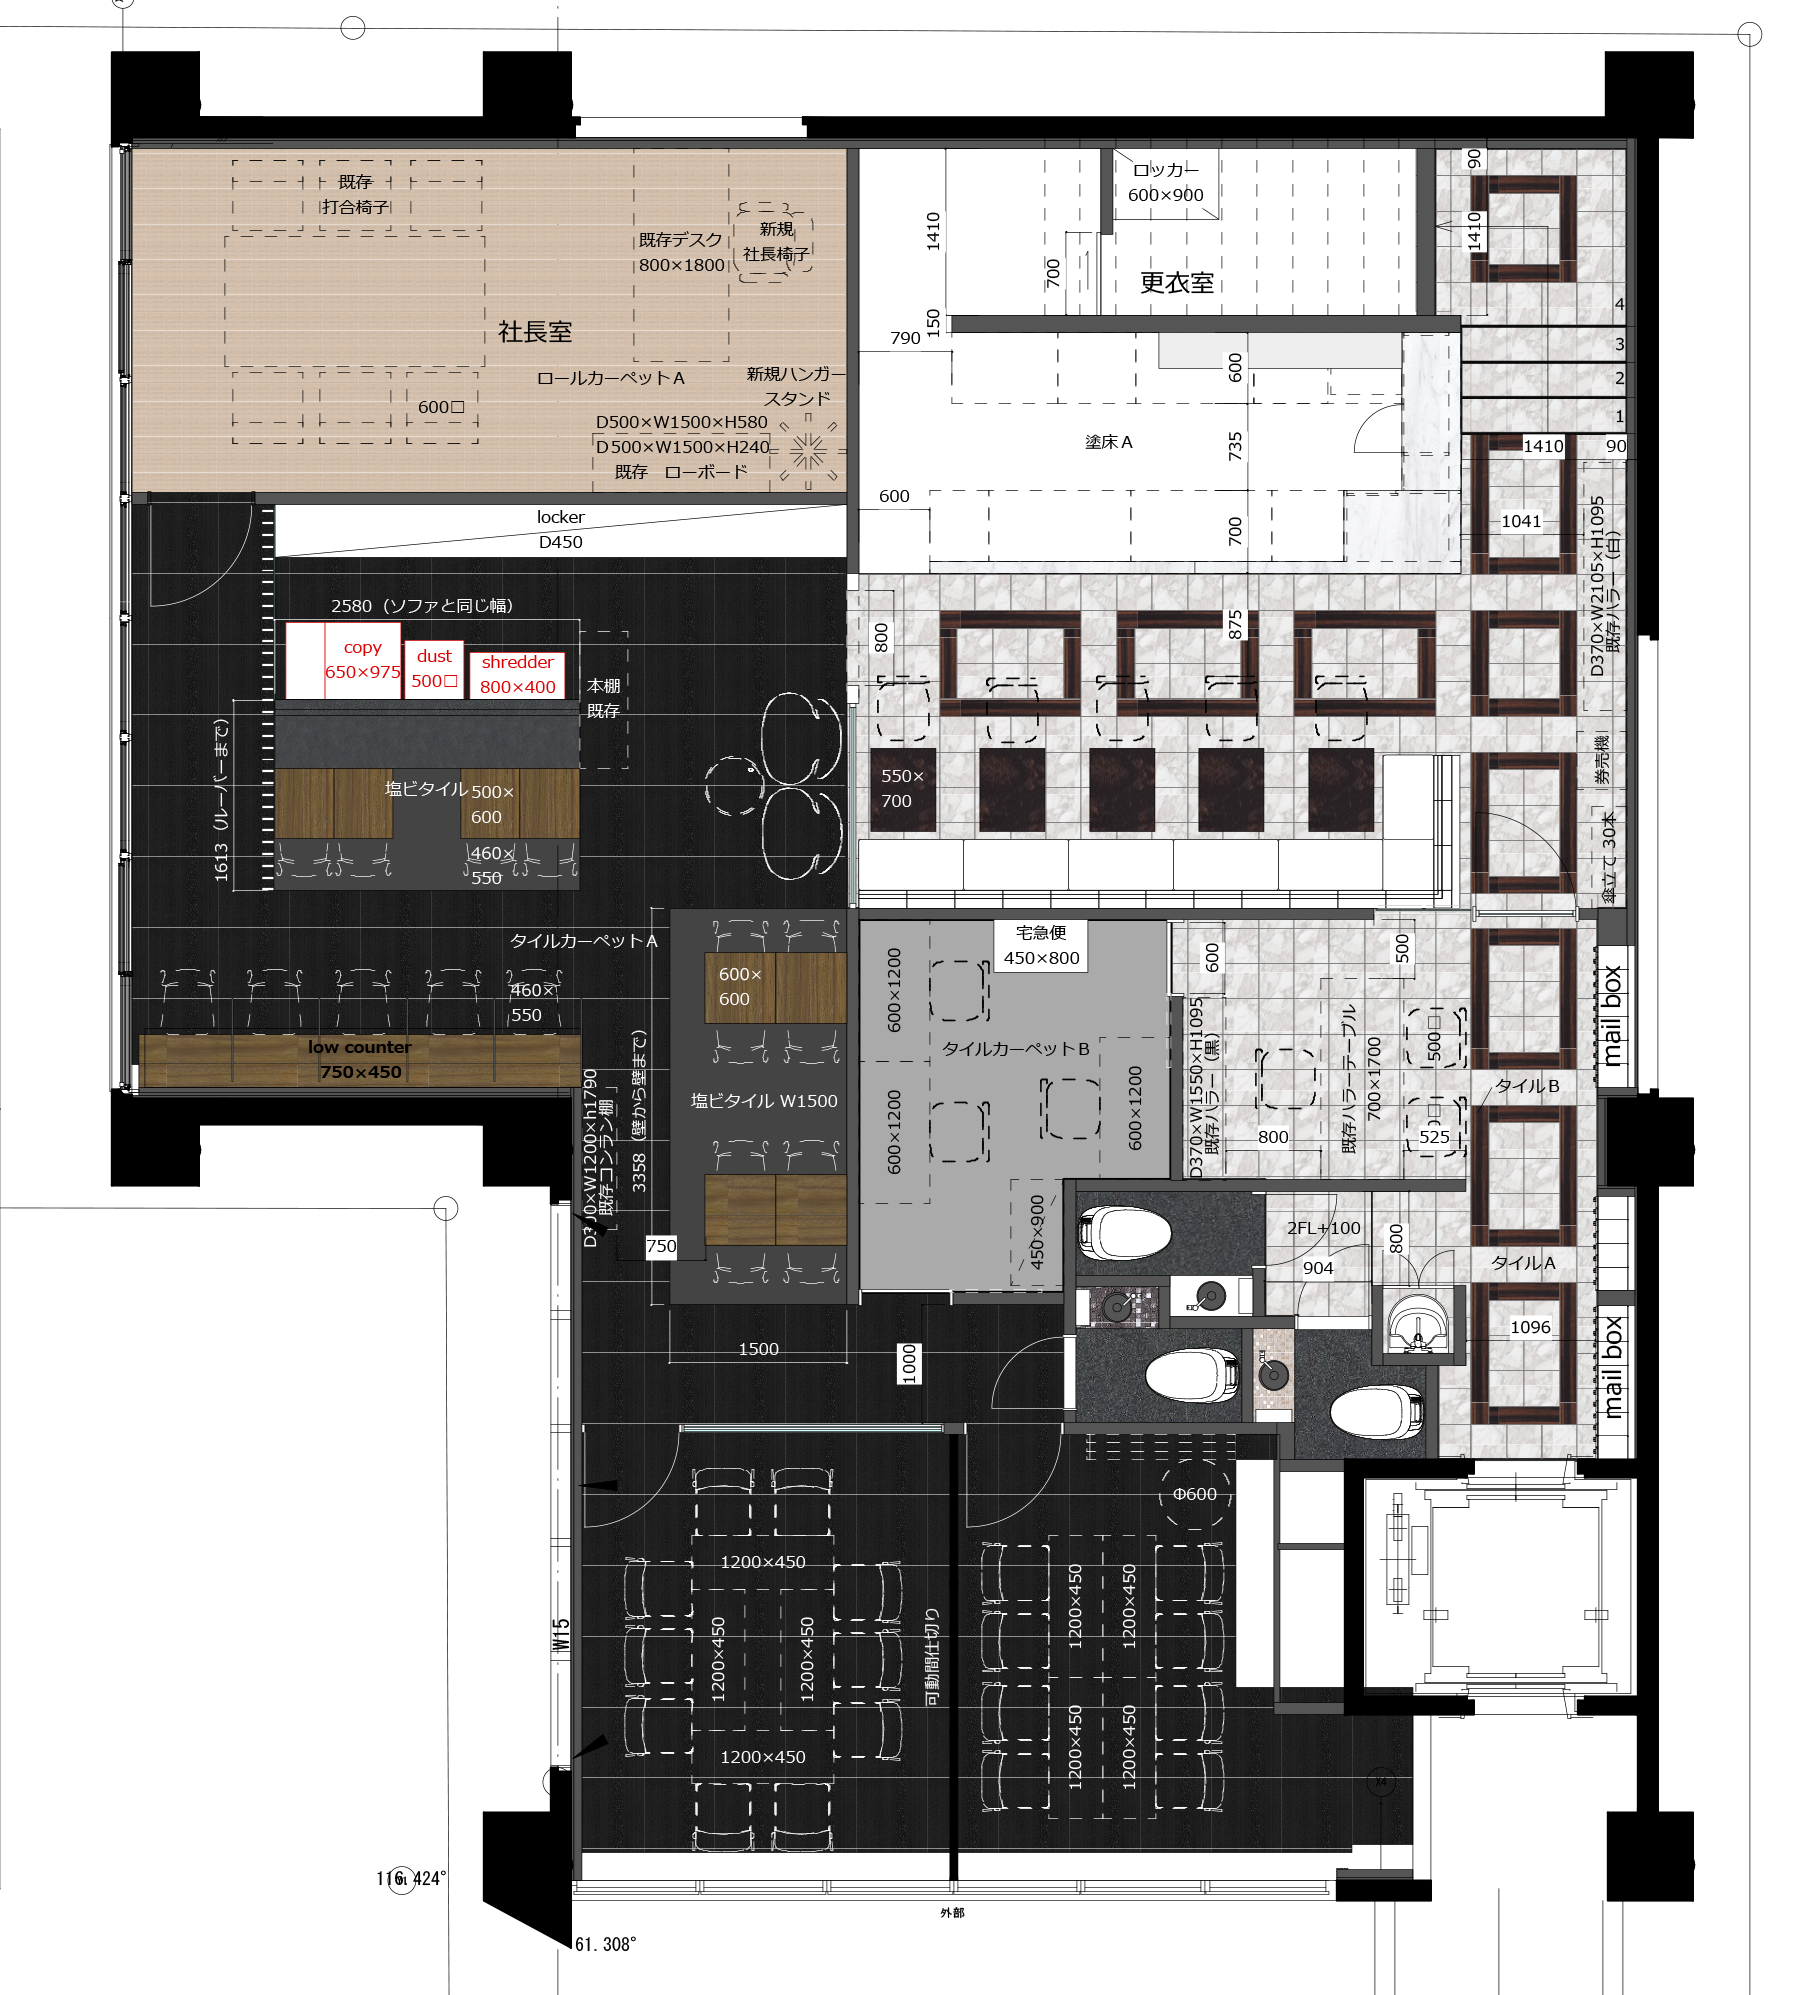 既存
打合椅子
既存デスク
800×1800
新規
社長椅子
社長室
ロールカーペットA
新規ハンガー
スタンド
600□
D500×W1500×H580
D500×W1500×H240
既存 ローボード
locker
D450
ロッカー
600×900
更衣室
1410
700
150
790
600
735
塗床A
600
700
90
1410
4
3
2
1
1410
90
1041
D370×W2105×H1095
既存ハラー(白)
2580(ソファと同じ幅)
copy
650×975
dust
500□
shredder
800×400
本棚
既存
1613(ルーバーまで)
塩ビタイル
500×
600
460×
550
800
875
550×
700
券売機
傘立て 30本
タイルカーペットA
460×
550
low counter
750×450
600×
600
塩ビタイル W1500
3358(壁から壁まで)
D300×W1200×h1790
既存コンラン棚
750
1500
宅急便
450×800
600×1200
タイルカーペットB
600×1200
600×1200
450×900
1000
600
500
D370×W1550×H1095
既存ハラー(黒)
既存ハラーテーブル
700×1700
500□
800
525
タイルB
mail box
2FL+100
904
800
タイルA
1096
mail box
Φ600
1200×450
1200×450
1200×450
1200×450
可動間仕切り
1200×450
1200×450
1200×450
1200×450
W15
X4
116.424°
外部
61.308°